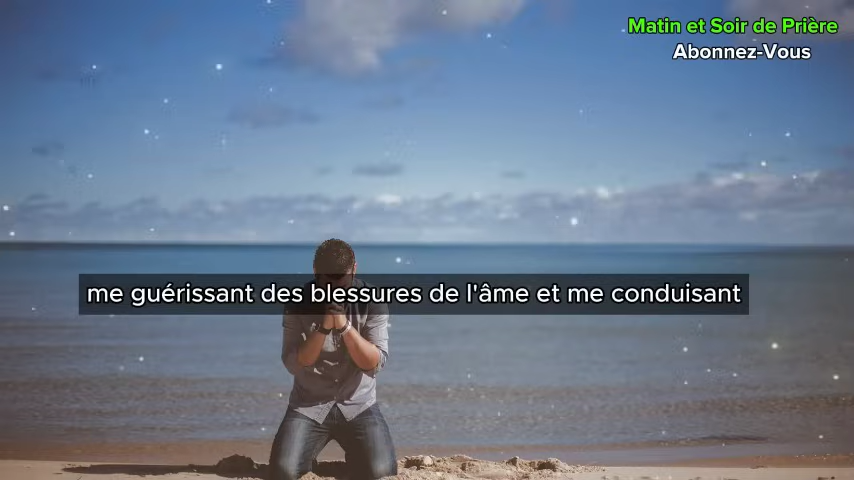 Matin et Soir de Prière
Abonnez-Vous
me guérissant des blessures de l'âme et me conduisant